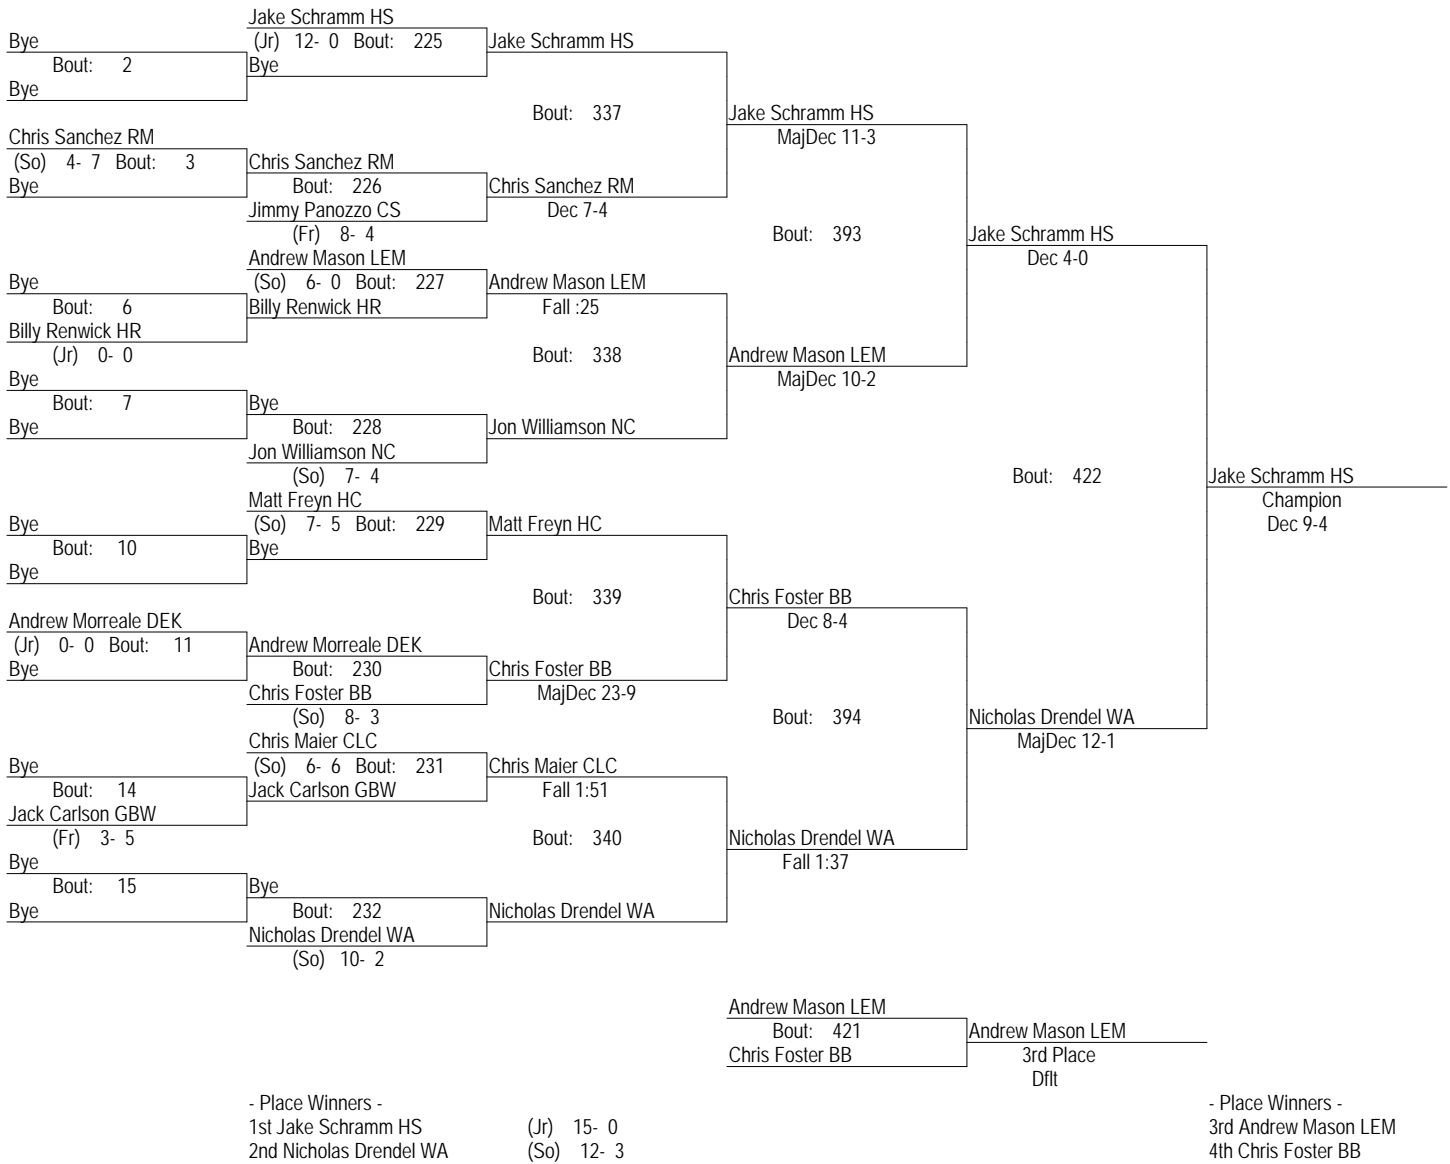 Jake Schramm HS
Bye (Jr) 12- 0 Bout: 225 Jake Schramm HS
Bout: 2 Bye
Bye
Bout: 337 Jake Schramm HS
Chris Sanchez RM MajDec 11-3
(So) 4- 7 Bout: 3 Chris Sanchez RM
Bye Bout: 226 Chris Sanchez RM
Jimmy Panozzo CS Dec 7-4
(Fr) 8- 4 Bout: 393 Jake Schramm HS
Andrew Mason LEM Dec 4-0
Bye (So) 6- 0 Bout: 227 Andrew Mason LEM
Bout: 6 Billy Renwick HR Fall :25
Billy Renwick HR
(Jr) 0- 0 Bout: 338 Andrew Mason LEM
Bye MajDec 10-2
Bout: 7 Bye
Bye Bout: 228 Jon Williamson NC
Jon Williamson NC
(So) 7- 4 Bout: 422 Jake Schramm HS
Matt Freyn HC Champion
Bye (So) 7- 5 Bout: 229 Matt Freyn HC Dec 9-4
Bout: 10 Bye
Bye
Bout: 339 Chris Foster BB
Andrew Morreale DEK Dec 8-4
(Jr) 0- 0 Bout: 11 Andrew Morreale DEK
Bye Bout: 230 Chris Foster BB
Chris Foster BB MajDec 23-9
(So) 8- 3 Bout: 394 Nicholas Drendel WA
Chris Maier CLC MajDec 12-1
Bye (So) 6- 6 Bout: 231 Chris Maier CLC
Bout: 14 Jack Carlson GBW Fall 1:51
Jack Carlson GBW
(Fr) 3- 5 Bout: 340 Nicholas Drendel WA
Bye Fall 1:37
Bout: 15 Bye
Bye Bout: 232 Nicholas Drendel WA
Nicholas Drendel WA
(So) 10- 2
Andrew Mason LEM
Bout: 421 Andrew Mason LEM
Chris Foster BB 3rd Place
Dflt
- Place Winners - - Place Winners -
1st Jake Schramm HS (Jr) 15- 0 3rd Andrew Mason LEM
2nd Nicholas Drendel WA (So) 12- 3 4th Chris Foster BB